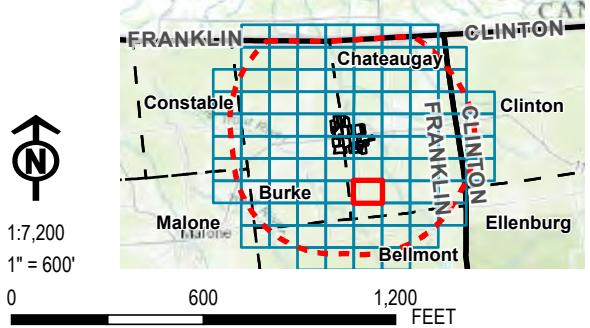 CAN
FRANKLIN
CLINTON
Chateaugay
Constable
Clinton
FRANKLIN
CLINTON
N
Burke
1:7,200
Malone
Malone
Ellenburg
1" = 600'
Bellmont
0
600
1,200
FEET